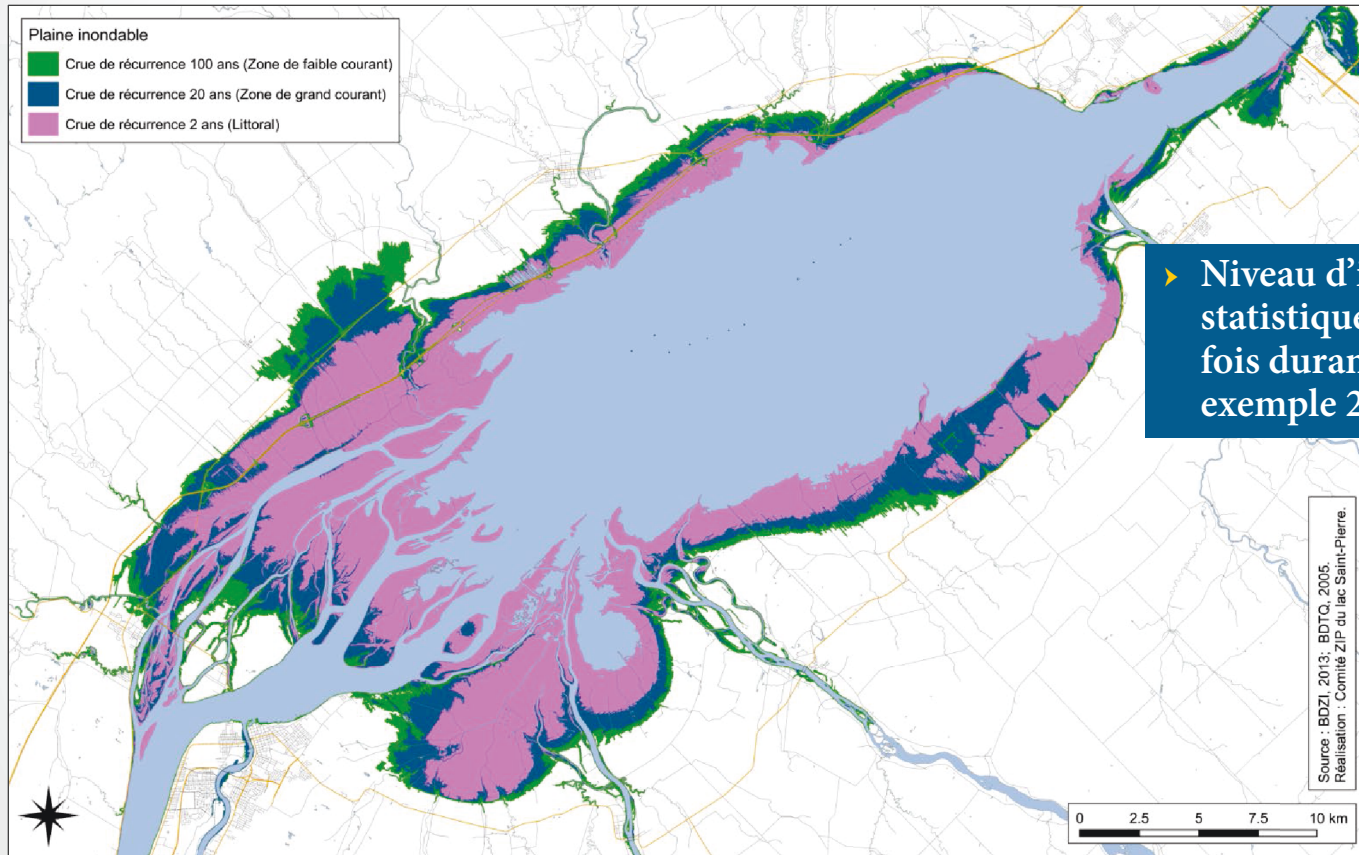 Plaine inondable
Crue de récurrence 100 ans (Zone de faible courant)
Crue de récurrence 20 ans (Zone de grand courant)
Crue de récurrence 2 ans (Littoral)
➤ Niveau d'i
statistique
fois duran
exemple 2
Source : BDZI, 2013; BDTQ, 2005.
Réalisation : Comité ZIP du lac Saint-Pierre.
0 2.5 5 7.5 10 km